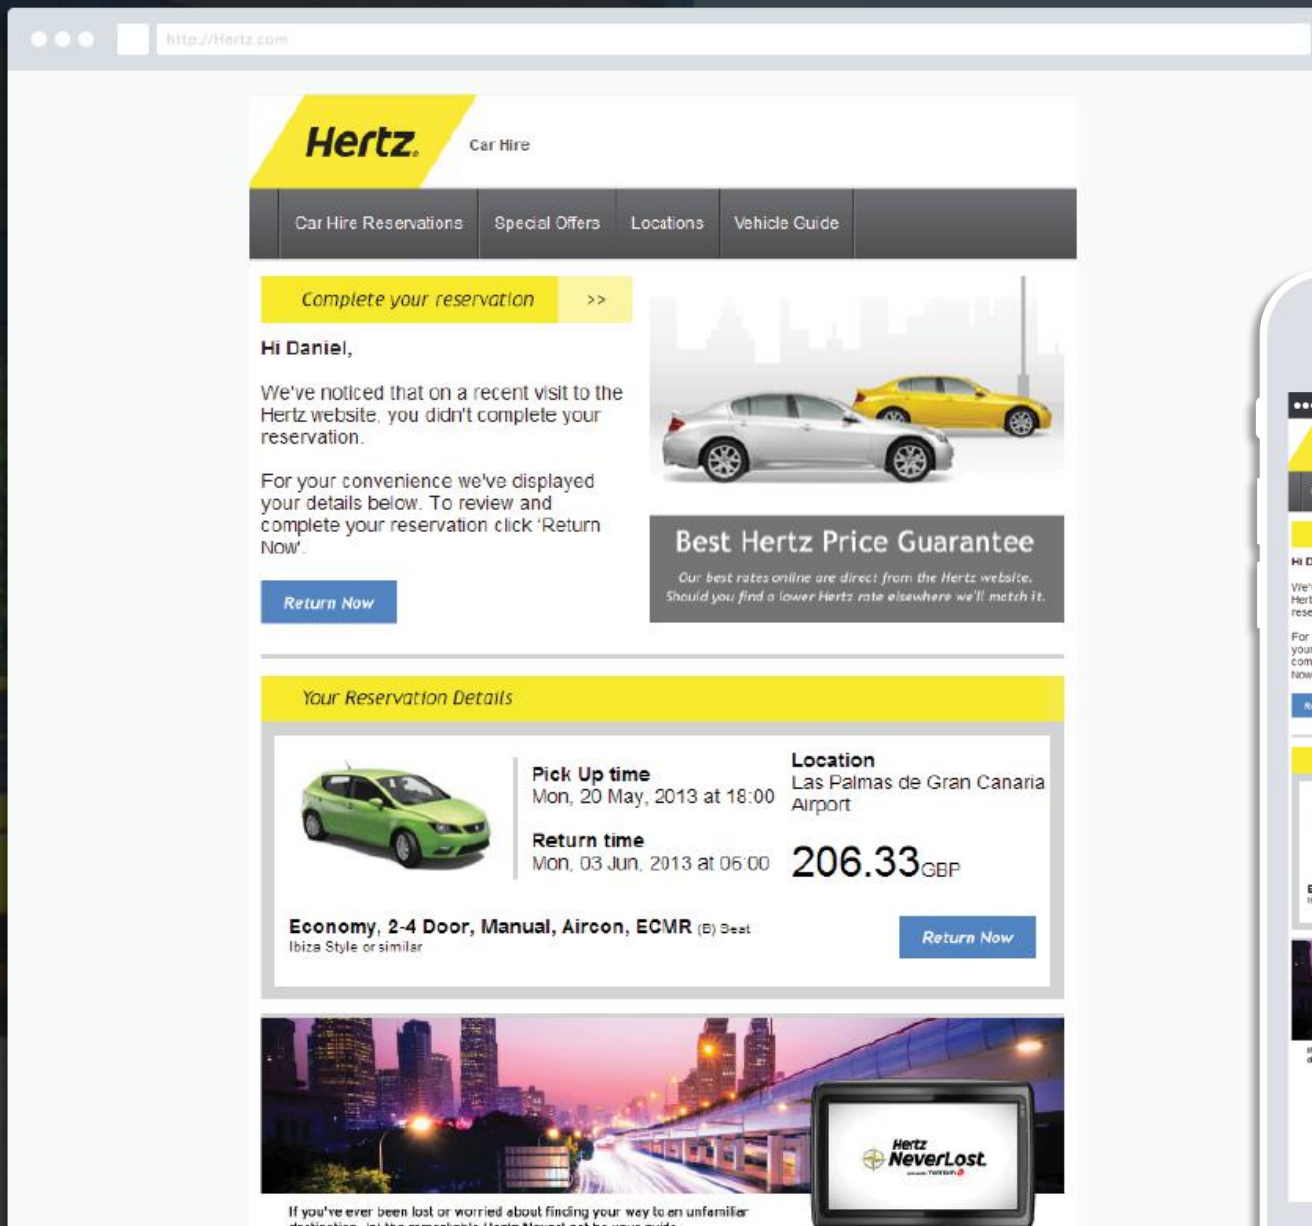 http://Hertz.com
Hertz.
Car Hire
Car Hire Reservations
Special Offers
Locations
Vehicle Guide
Complete your reservation >>
Hi Daniel,
We've noticed that on a recent visit to the
Hertz website, you didn't complete your
reservation.
For your convenience we've displayed
your details below. To review and
complete your reservation click ‘Return
Now'.
Return Now
Best Hertz Price Guarantee
Our best rates online are direct from the Hertz website.
Should you find a lower Hertz rate elsewhere we'll match it.
Your Reservation Details
Pick Up time
Mon, 20 May, 2013 at 18:00
Return time
Mon, 03 Jun, 2013 at 06:00
Location
Las Palmas de Gran Canaria
Airport
206.33GBP
Economy, 2-4 Door, Manual, Aircon, ECMR (B) Seat
Ibiza Style or similar
Return Now
Hertz
NeverLost.
If you've ever been lost or worried about finding your way to an unfamiliar